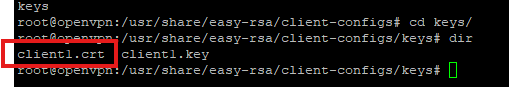 keys
root@openvpn:/usr/share/easy-rsa/client-configs# cd keys/
root@openvpn:/usr/share/easy-rsa/client-configs/keys# dir
client1.crt  client1.key
root@openvpn:/usr/share/easy-rsa/client-configs/keys#